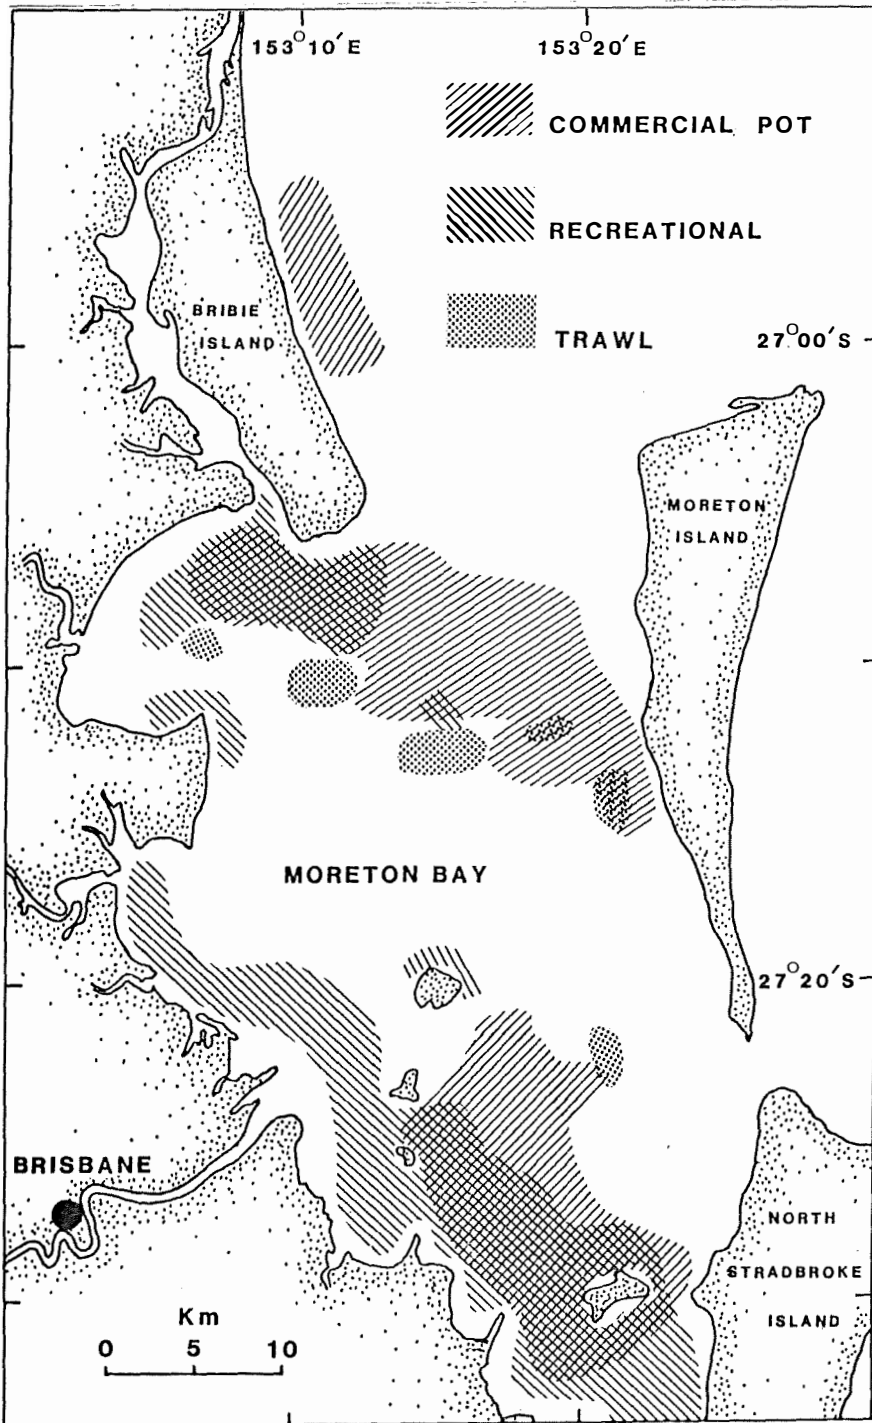 153°10′E
153°20′E
COMMERCIAL POT
RECREATIONAL
TRAWL
27°00′S
BRIBIE
ISLAND
MORETON
ISLAND
MORETON BAY
27°20′S
BRISBANE
NORTH
STRADBROKE
ISLAND
Km
0 5 10